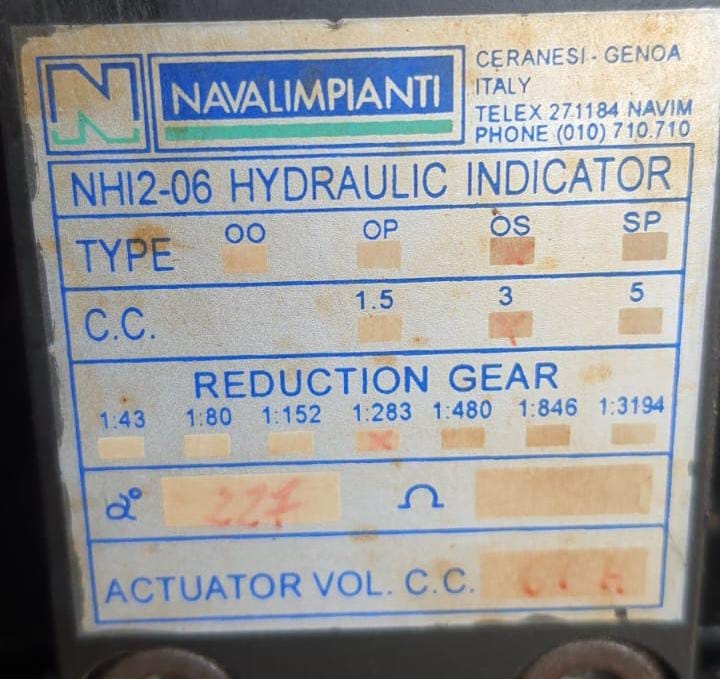 N NAVALIMPIANTI
CERANESI - GENOA
ITALY
TELEX 271184 NAVIM
PHONE (010) 710.710
NHI2-06 HYDRAULIC INDICATOR
TYPE OO OP OS SP
C.C. 1.5 3 5
REDUCTION GEAR
1:43 1:80 1:152 1:283 1:480 1:846 1:3194
α° 227 Ω
ACTUATOR VOL. C.C.